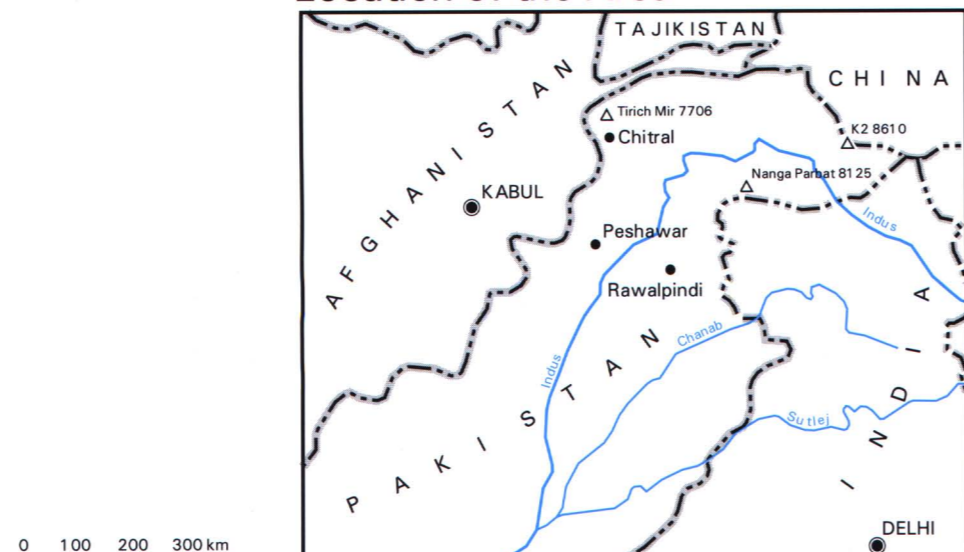 TAJIKISTAN
CHINA
AFGHANISTAN
Tirich Mir 7706
Chitral
K2 8610
Nanga Parbat 8125
KABUL
Indus
Peshawar
Rawalpindi
Chanab
Indus
PAKISTAN
INDIA
Sutlej
DELHI
0 100 200 300 km